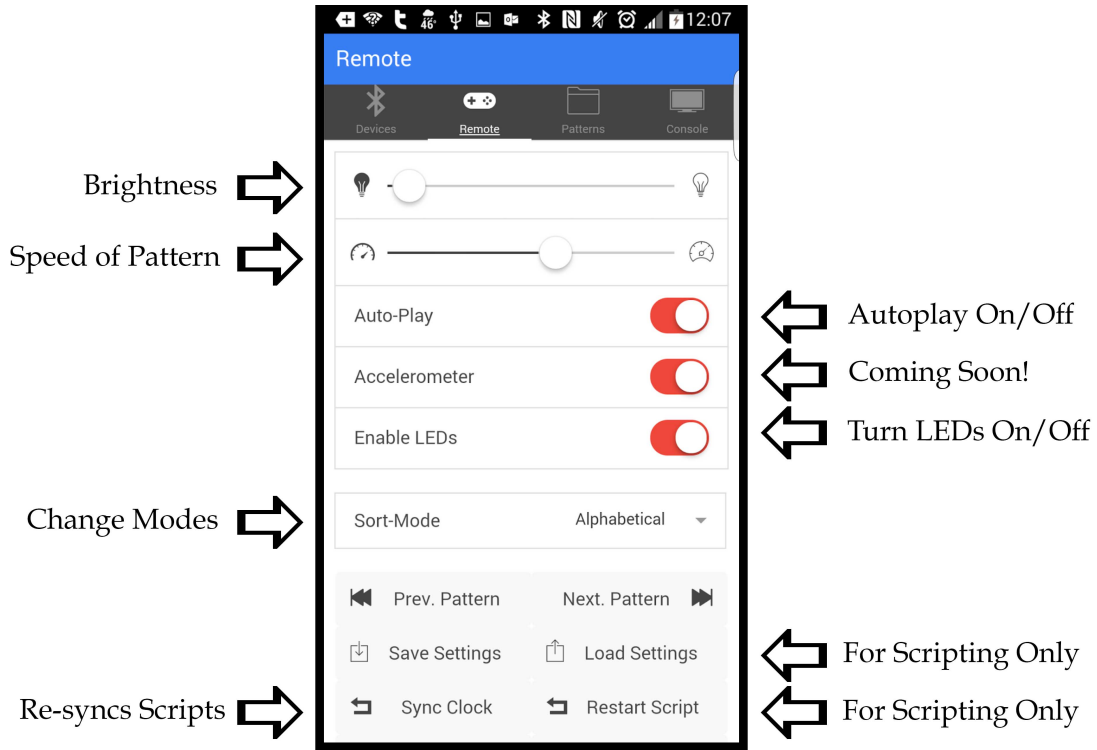 46°
12:07
Remote
Devices Remote Patterns Console
Brightness
Speed of Pattern
Auto-Play
Autoplay On/Off
Accelerometer
Coming Soon!
Enable LEDs
Turn LEDs On/Off
Change Modes
Sort-Mode Alphabetical
Prev. Pattern Next. Pattern
Save Settings Load Settings
For Scripting Only
Re-syncs Scripts
Sync Clock Restart Script
For Scripting Only